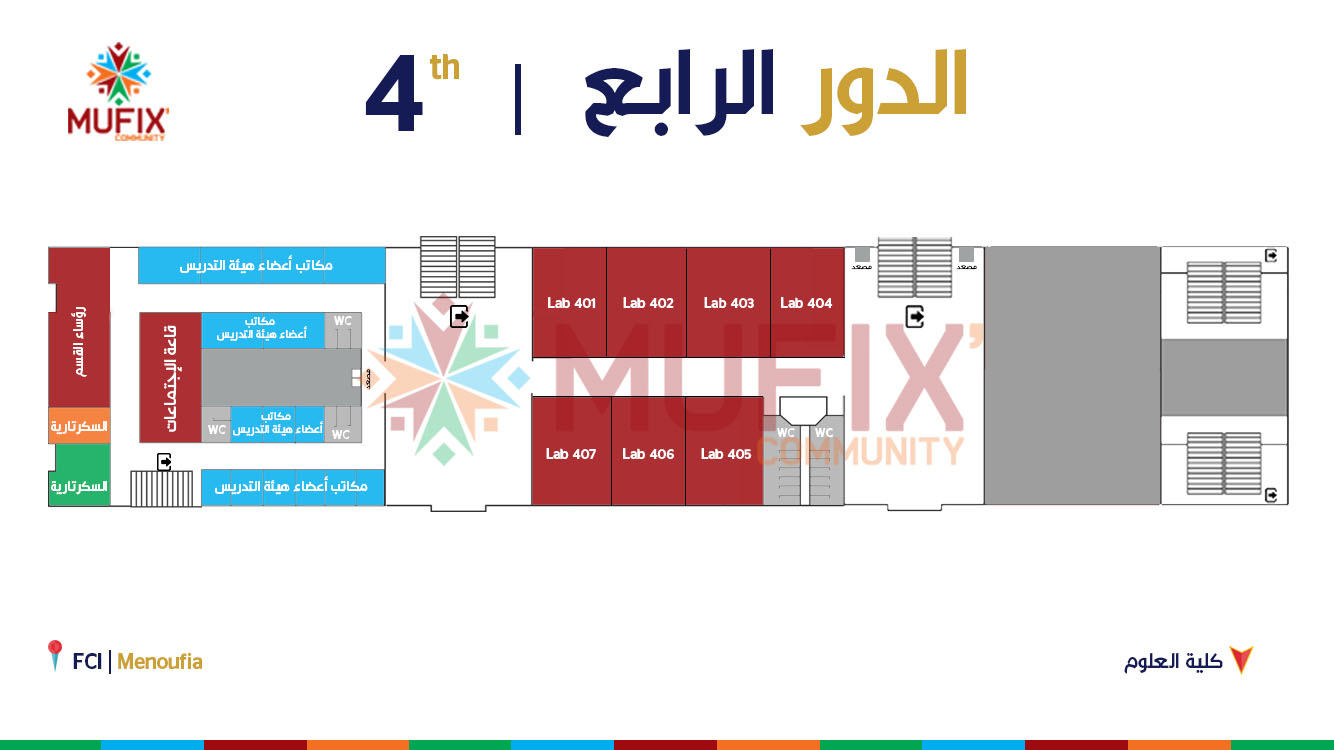 MUFIX'
COMMUNITY
الدور الرابع | 4th
مكاتب أعضاء هيئة التدريس
رؤساء القسم
السكرتارية
السكرتارية
قاعة الإجتماعات
مكاتب
أعضاء هيئة التدريس
WC
مصعد
WC
مكاتب
أعضاء هيئة التدريس
WC
مكاتب أعضاء هيئة التدريس
Lab 401
Lab 402
Lab 403
Lab 404
Lab 407
Lab 406
Lab 405
WC
WC
مصعد
مصعد
MUFIX'
COMMUNITY
FCI | Menoufia
كلية العلوم